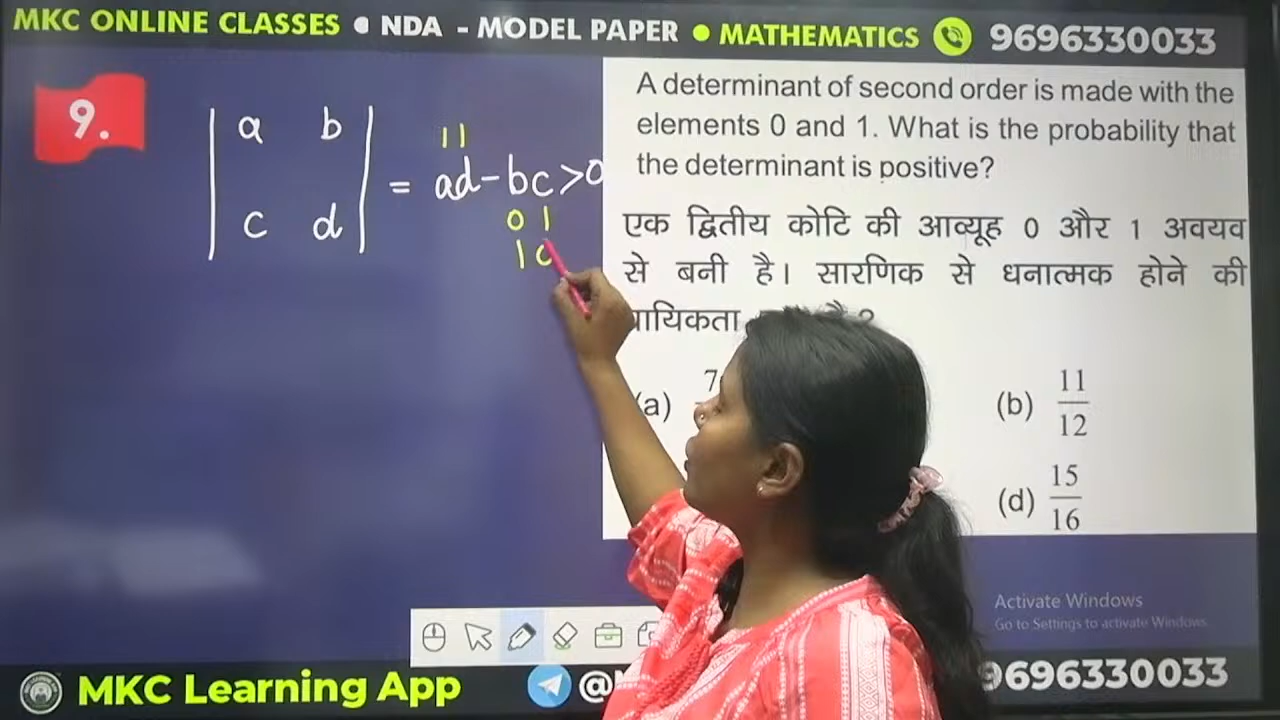 MKC ONLINE CLASSES ● NDA - MODEL PAPER ● MATHEMATICS 9696330033
9.
a b
c d
= ad-bc>0
11
01
10
A determinant of second order is made with the
elements 0 and 1. What is the probability that
the determinant is positive?
एक द्वितीय कोटि की आव्यूह 0 और 1 अवयव
से बनी है। सारणिक से धनात्मक होने की
(a) 7
(b) 11/12
(d) 15/16
Activate Windows
Go to Settings to activate Windows.
MKC Learning App @ 9696330033